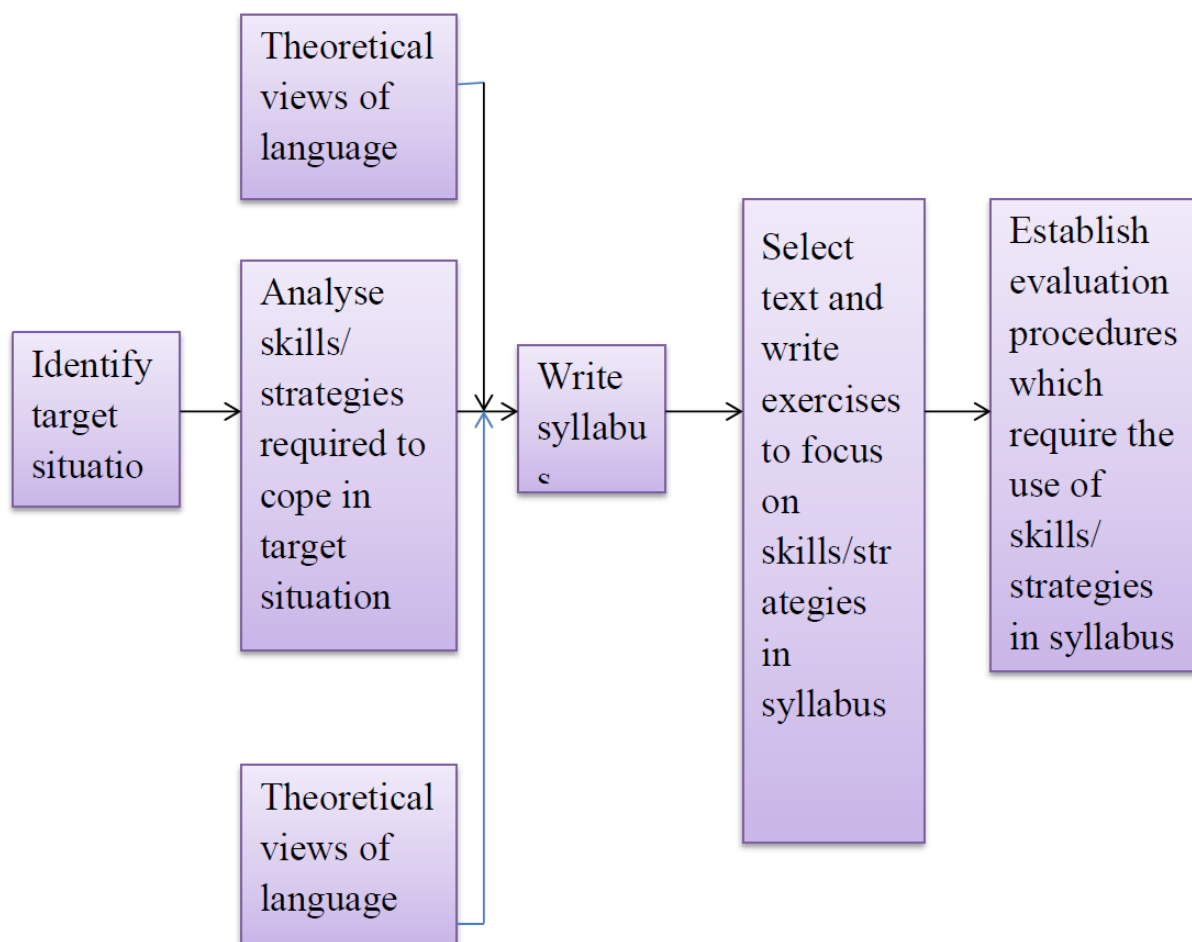 Theoretical
views of
language
Identify
target
situatio
Analyse
skills/
strategies
required to
cope in
target
situation
Theoretical
views of
language
Write
syllabu
s
Select
text and
write
exercises
to focus
on
skills/str
ategies
in
syllabus
Establish
evaluation
procedures
which
require the
use of
skills/
strategies
in syllabus